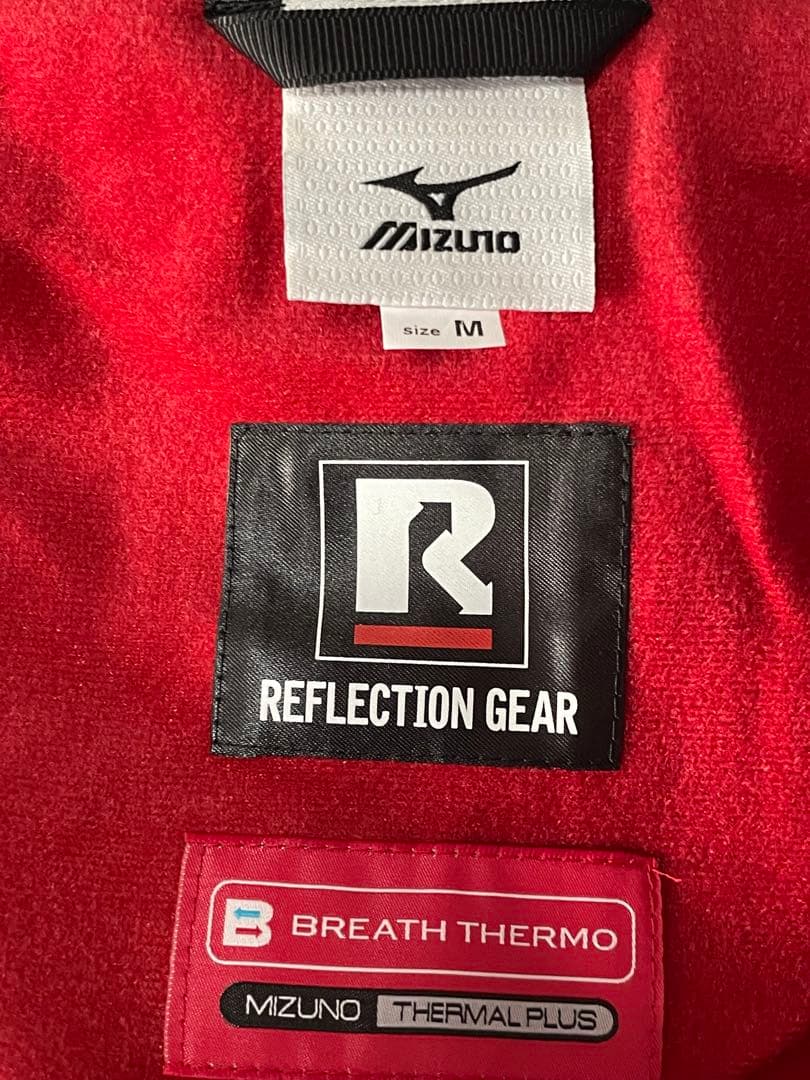 MIZUNO
size M
R
REFLECTION GEAR
B BREATH THERMO
MIZUNO THERMAL PLUS